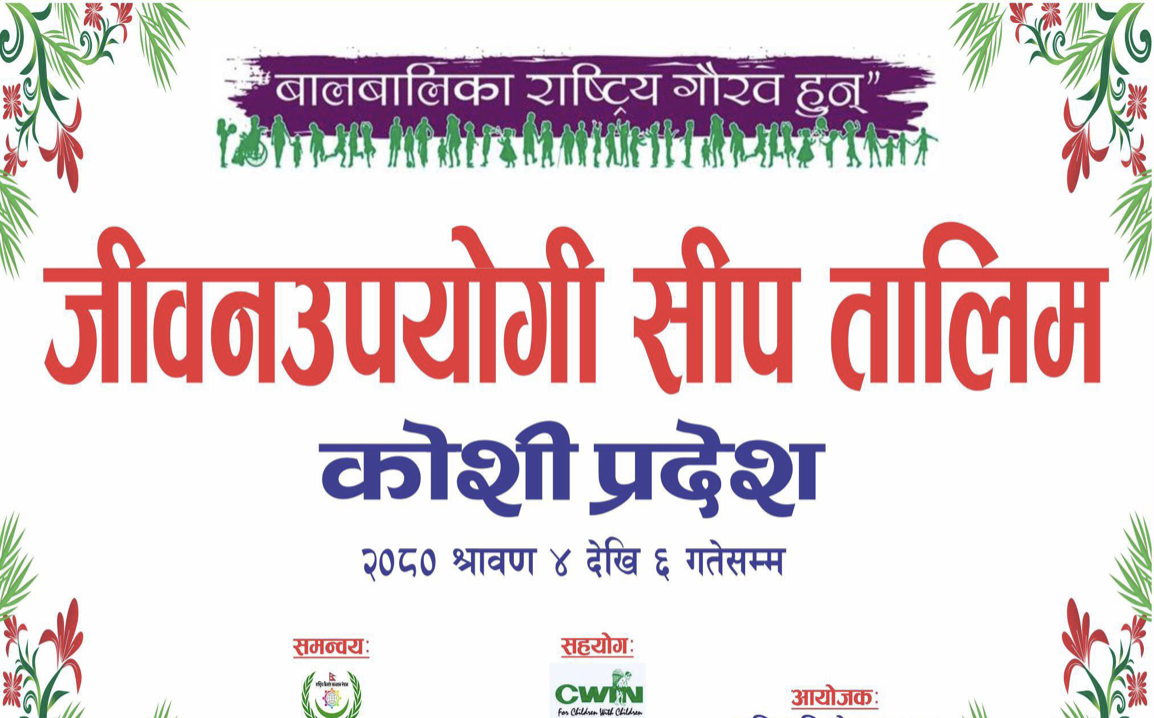 “बालबालिका राष्ट्रिय गौरव हुन्”
जीवनउपयोगी सीप तालिम
कोशी प्रदेश
२०८० श्रावण ४ देखि ६ गतेसम्म
समन्वय:
सहयोग:
CWIN
For Children With Children
आयोजक: